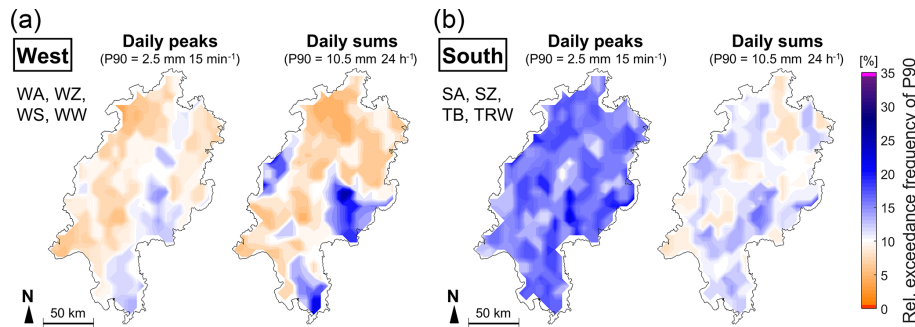 (a)
West
Daily peaks
(P90 = 2.5 mm 15 min⁻¹)
Daily sums
(P90 = 10.5 mm 24 h⁻¹)
WA, WZ,
WS, WW
N
50 km
(b)
South
Daily peaks
(P90 = 2.5 mm 15 min⁻¹)
Daily sums
(P90 = 10.5 mm 24 h⁻¹)
SA, SZ,
TB, TRW
N
50 km
[%]
35
30
25
20
15
10
5
0
Rel. exceedance frequency of P90